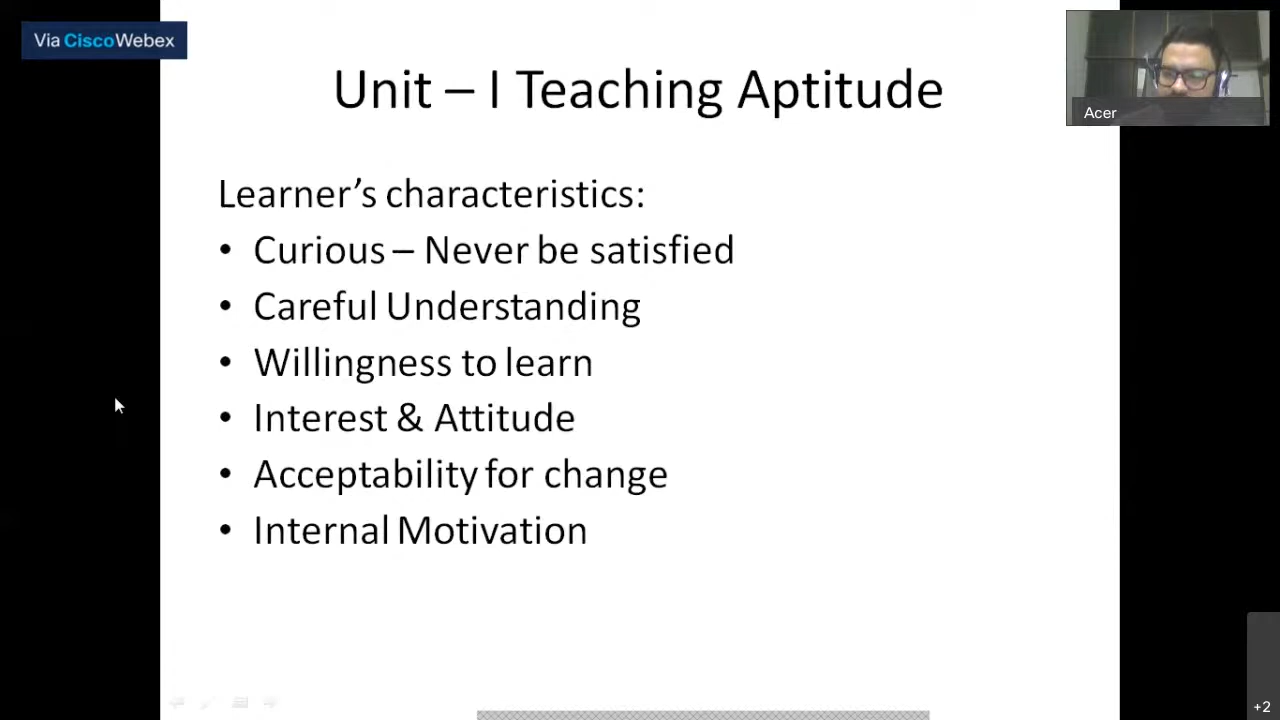 Via CiscoWebex
Unit – I Teaching Aptitude
Acer
Learner’s characteristics:
• Curious – Never be satisfied
• Careful Understanding
• Willingness to learn
• Interest & Attitude
• Acceptability for change
• Internal Motivation
+2